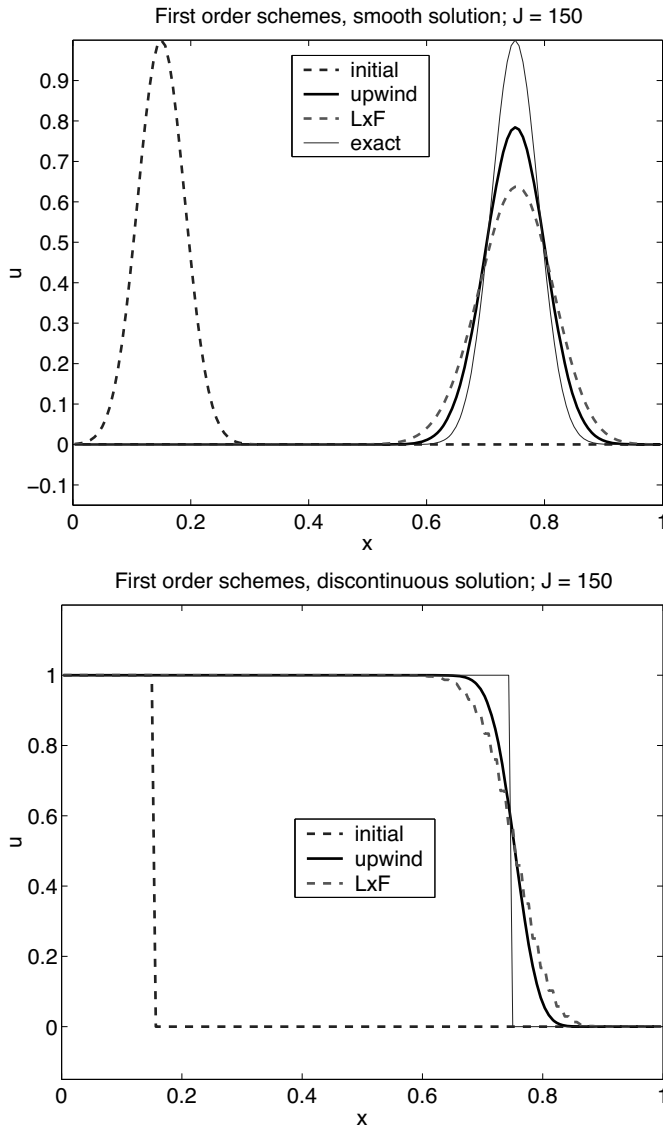 First order schemes, smooth solution; J = 150
0.9
0.8
0.7
0.6
0.5
0.4
0.3
0.2
0.1
0
−0.1
u
initial
upwind
LxF
exact
0 0.2 0.4 0.6 0.8 1
x
First order schemes, discontinuous solution; J = 150
1
0.8
0.6
0.4
0.2
0
u
initial
upwind
LxF
0 0.2 0.4 0.6 0.8 1
x